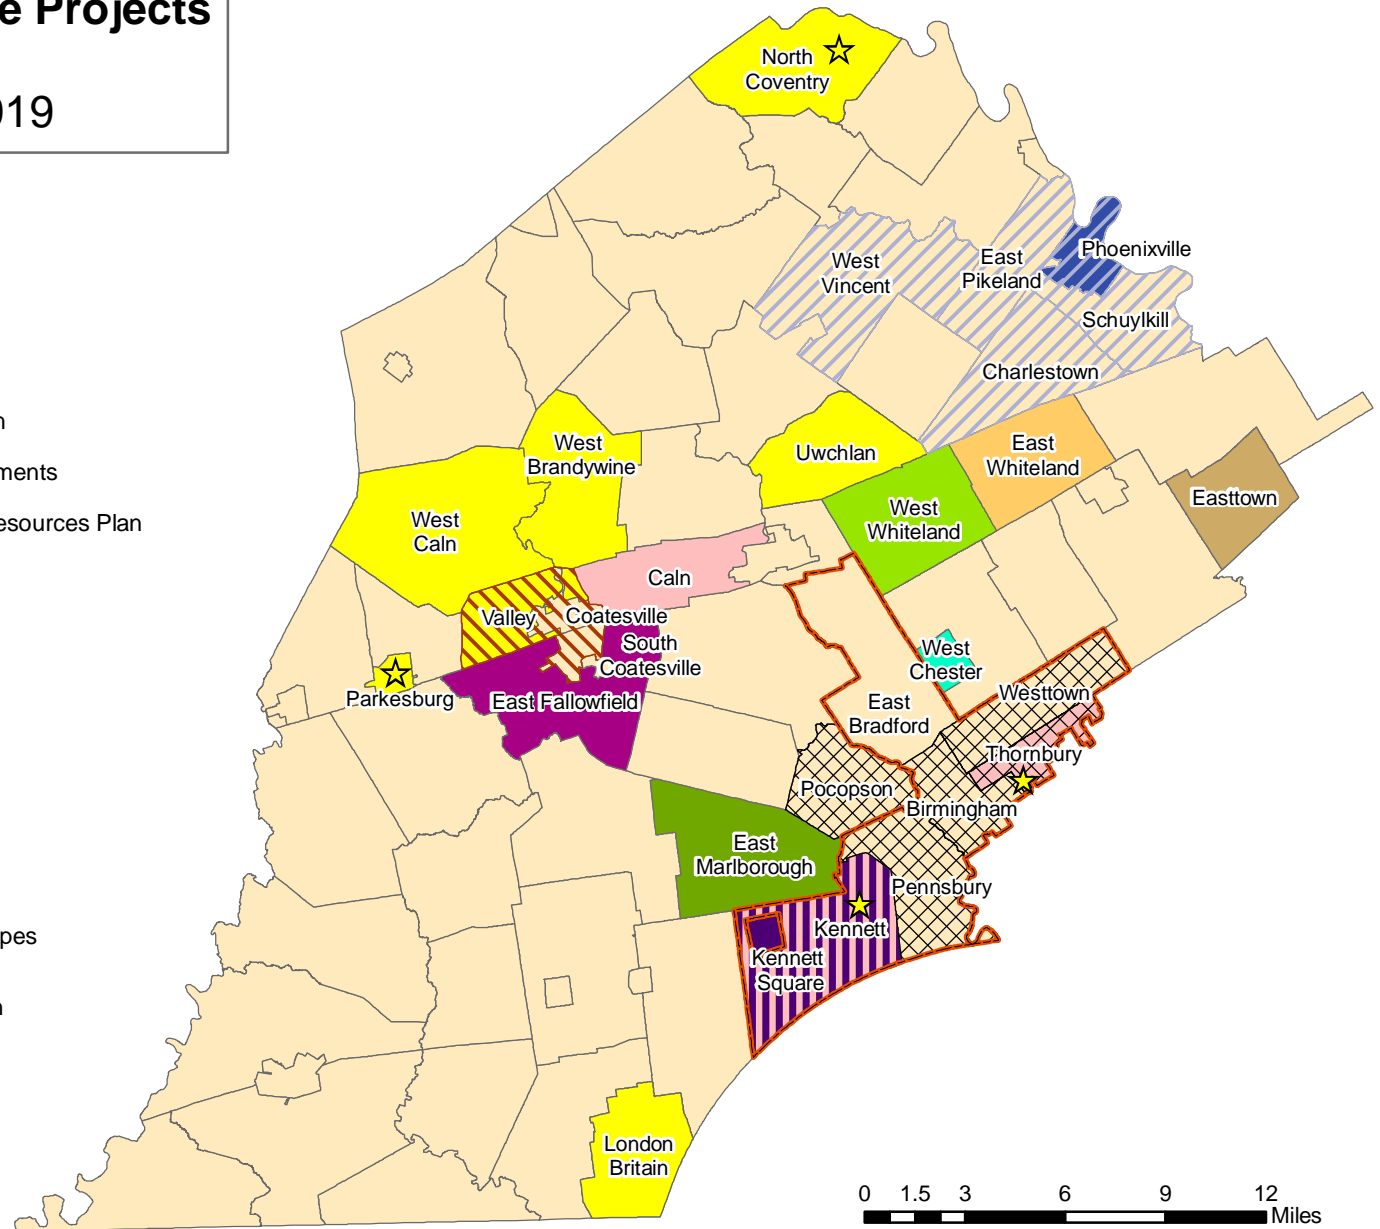 e Projects
019
North
Coventry
West
Vincent
East
Pikeland
Phoenixville
Schuylkill
Charlestown
West
Brandywine
Uwchlan
East
Whiteland
Easttown
West
Whiteland
West
Caln
Caln
Valley
Coatesville
South
Coatesville
Parkesburg
East Fallowfield
West
Chester
Westtown
East
Bradford
Thornbury
Pocopson
Birmingham
East
Marlborough
Pennsbury
Kennett
Kennett
Square
London
Britain
n
ments
esources Plan
pes
n
0 1.5 3 6 9 12
Miles